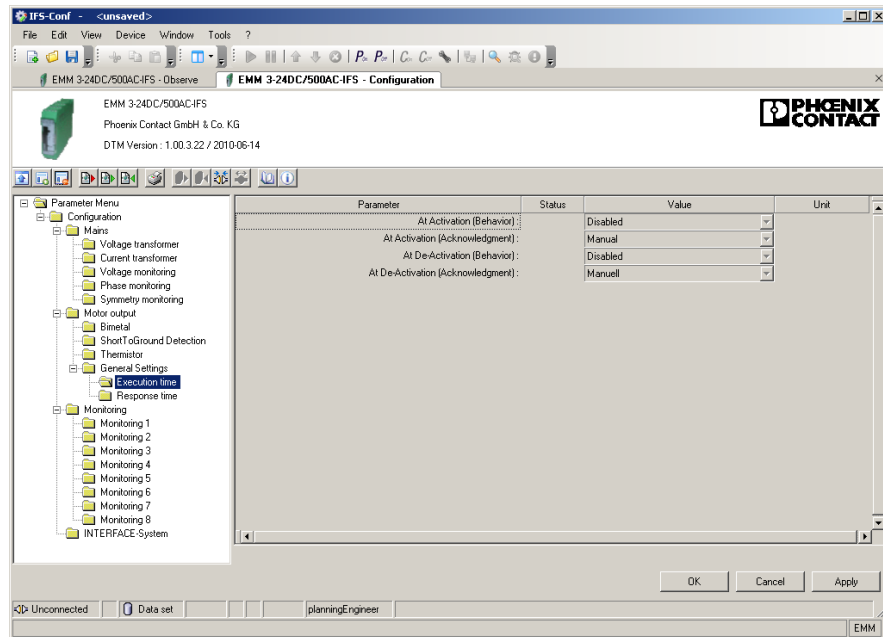 IFS-Conf - <unsaved>
File Edit View Device Window Tools ?
EMM 3-24DC/500AC-IFS - Observe
EMM 3-24DC/500AC-IFS - Configuration
EMM 3-24DC/500AC-IFS
Phoenix Contact GmbH & Co. KG
DTM Version : 1.00.3.22 / 2010-06-14
PHŒNIX
CONTACT
Parameter Menu
Configuration
Mains
Voltage transformer
Current transformer
Voltage monitoring
Phase monitoring
Symmetry monitoring
Motor output
Bimetal
ShortToGround Detection
Thermistor
General Settings
Execution time
Response time
Monitoring
Monitoring 1
Monitoring 2
Monitoring 3
Monitoring 4
Monitoring 5
Monitoring 6
Monitoring 7
Monitoring 8
INTERFACE-System
Parameter Status Value Unit
At Activation (Behavior) : Disabled
At Activation (Acknowledgment) : Manual
At De-Activation (Behavior) : Disabled
At De-Activation (Acknowledgment) : Manuell
OK Cancel Apply
Unconnected Data set planningEngineer
EMM